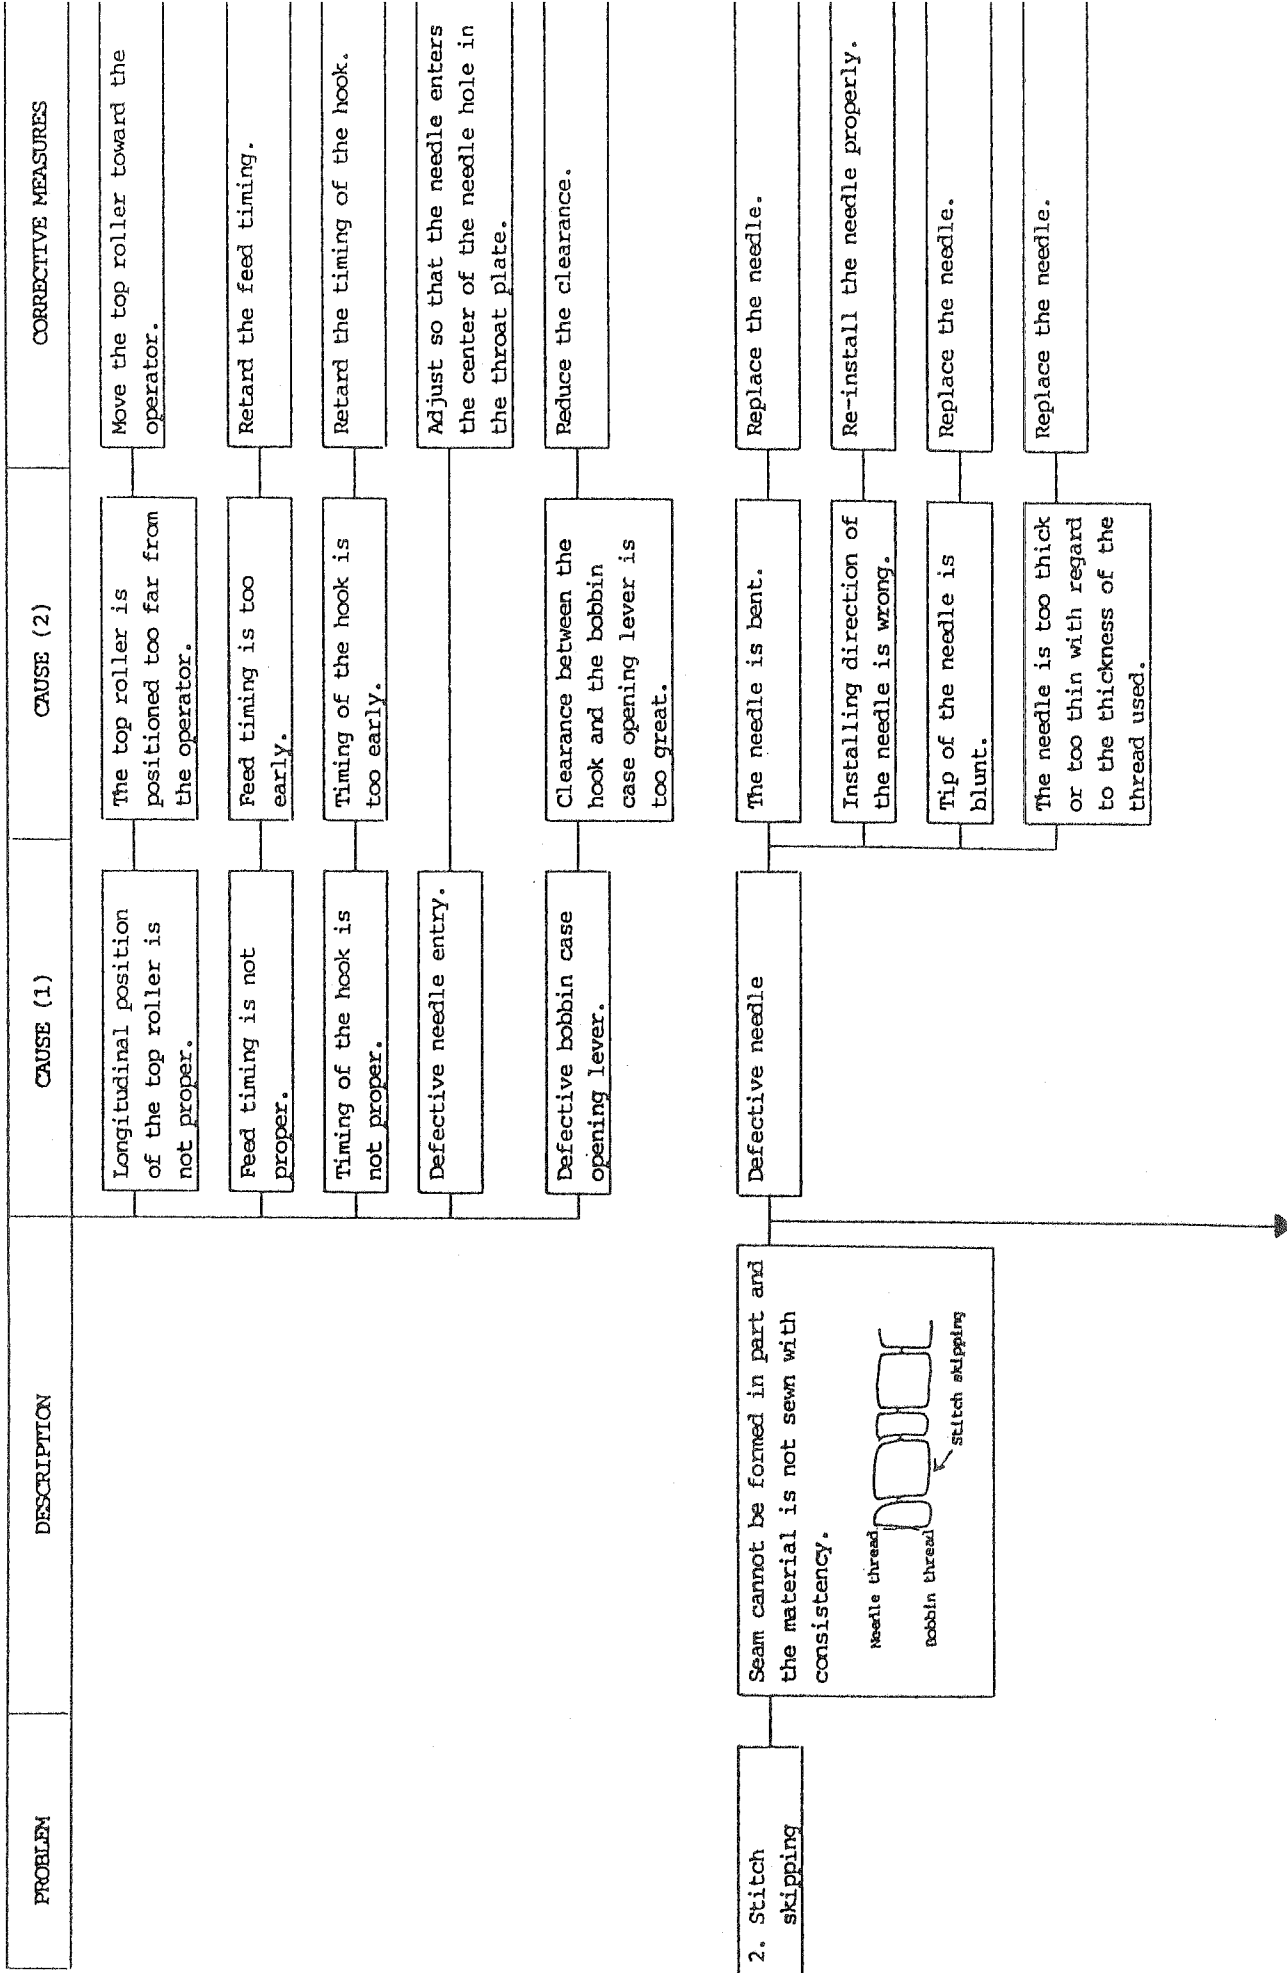 PROBLEM
DESCRIPTION
CAUSE (1)
CAUSE (2)
CORRECTIVE MEASURES
Longitudinal position
of the top roller is
not proper.
The top roller is
positioned too far from
the operator.
Move the top roller toward the
operator.
Feed timing is not
proper.
Feed timing is too
early.
Retard the feed timing.
Timing of the hook is
not proper.
Timing of the hook is
too early.
Retard the timing of the hook.
Defective needle entry.
Adjust so that the needle enters
the center of the needle hole in
the throat plate.
Defective bobbin case
opening lever.
Clearance between the
hook and the bobbin
case opening lever is
too great.
Reduce the clearance.
2. Stitch
skipping
Seam cannot be formed in part and
the material is not sewn with
consistency.
Needle thread
Bobbin thread
Stitch skipping
Defective needle
The needle is bent.
Replace the needle.
Installing direction of
the needle is wrong.
Re-install the needle properly.
Tip of the needle is
blunt.
Replace the needle.
The needle is too thick
or too thin with regard
to the thickness of the
thread used.
Replace the needle.